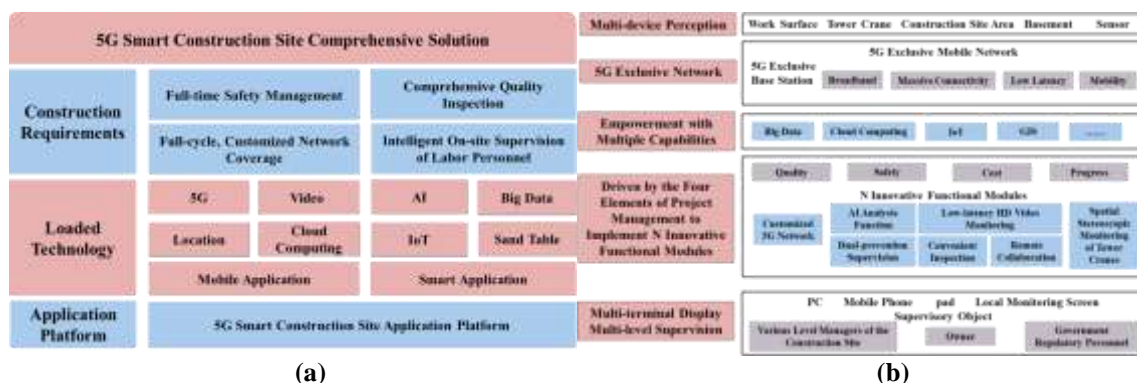 5G Smart Construction Site Comprehensive Solution
Construction
Requirements
Full-time Safety Management
Comprehensive Quality
Inspection
Full-cycle, Customized Network
Coverage
Intelligent On-site Supervision
of Labor Personnel
Loaded
Technology
5G
Video
AI
Big Data
Location
Cloud
Computing
IoT
Sand Table
Mobile Application
Smart Application
Application
Platform
5G Smart Construction Site Application Platform
(a)
Multi-device Perception
Work Surface Tower Crane Construction Site Area Basement Sensor
5G Exclusive Network
5G Exclusive Mobile Network
5G Exclusive
Base Station
Broadband
Massive Connectivity
Low Latency
Mobility
Empowerment with
Multiple Capabilities
Big Data
Cloud Computing
IoT
GIS
......
Driven by the Four
Elements of Project
Management to
Implement N Innovative
Functional Modules
Quality
Safety
Cost
Progress
N Innovative Functional Modules
Customized
5G Network
AI Analysis
Function
Low-latency HD Video
Monitoring
Dual-prevention
Supervision
Convenient
Inspection
Remote
Collaboration
Spatial
Stereoscopic
Monitoring
of Tower
Cranes
Multi-terminal Display
Multi-level Supervision
PC Mobile Phone pad Local Monitoring Screen
Supervisory Object
Various Level Managers of the
Construction Site
Owner
Government
Regulatory Personnel
(b)